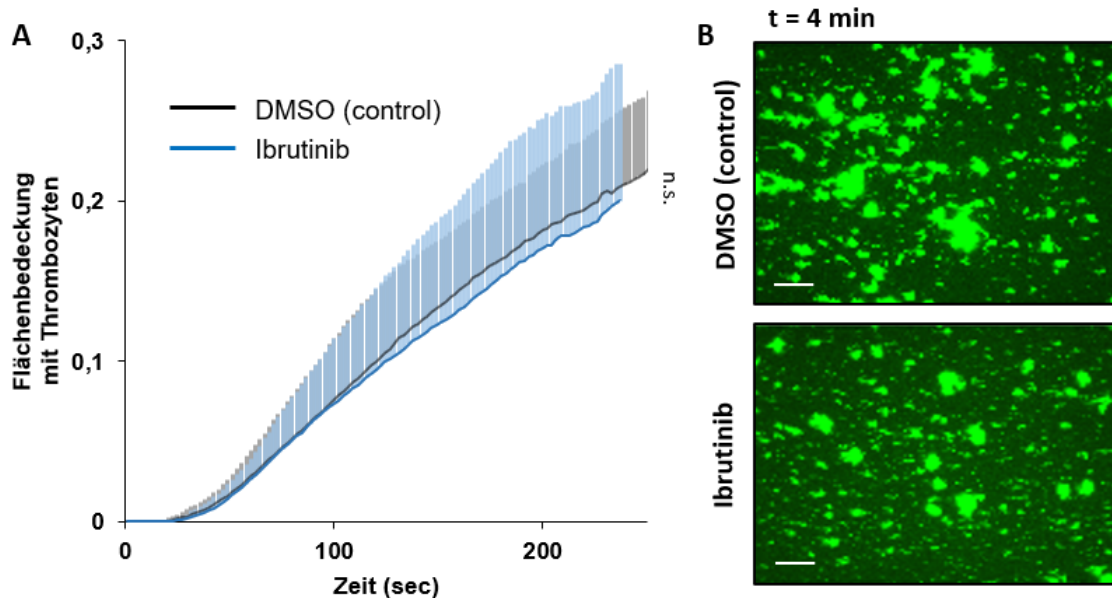 A
0,3
0,2
0,1
0
Flächenbedeckung
mit Thrombozyten
DMSO (control)
Ibrutinib
n.s.
0
100
200
Zeit (sec)
B
t = 4 min
DMSO (control)
Ibrutinib